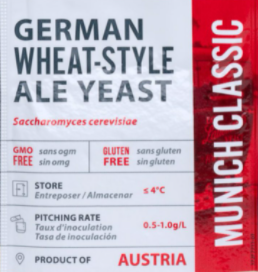 GERMAN
WHEAT-STYLE
ALE YEAST
Saccharomyces cerevisiae
GMO FREE sans ogm sin omg
GLUTEN FREE sans gluten sin gluten
STORE
Entreposer / Almacenar
≤ 4°C
PITCHING RATE
Taux d'inoculation
Tasa de inoculación
0.5-1.0g/L
PRODUCT OF AUSTRIA
MUNICH CLASSIC